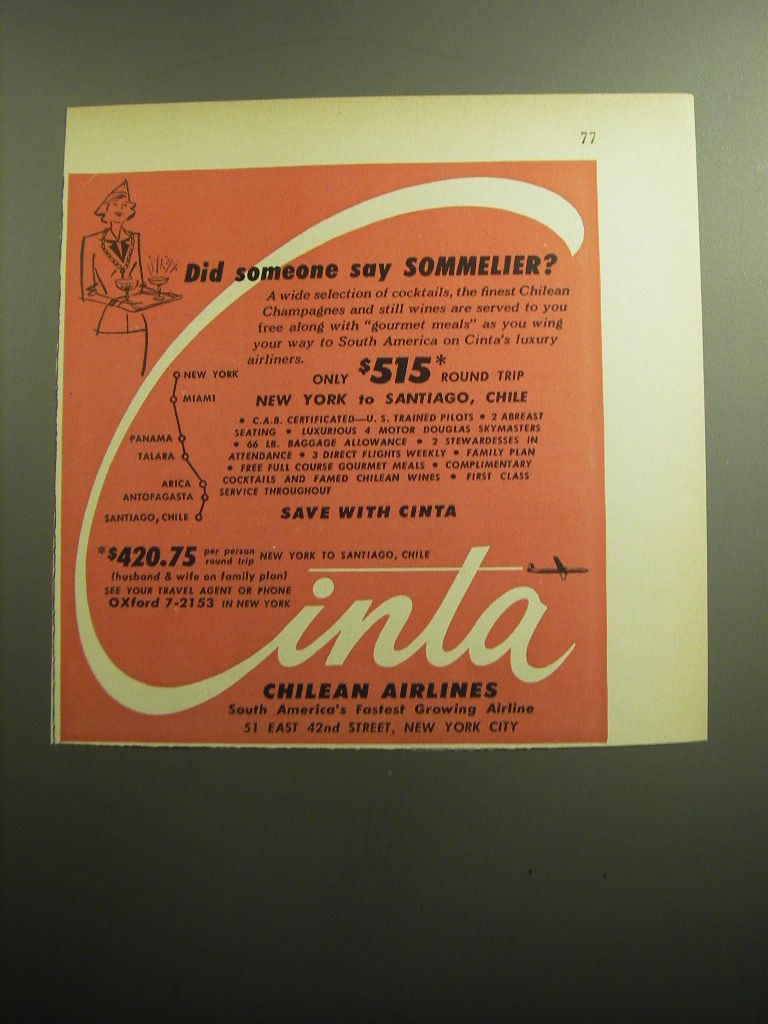 77
Did someone say SOMMELIER?
A wide selection of cocktails, the finest Chilean
Champagnes and still wines are served to you
free along with "gourmet meals" as you wing
your way to South America on Cinta's luxury
airliners.
ONLY $515* ROUND TRIP
NEW YORK to SANTIAGO, CHILE
• C.A.B. CERTIFICATED—U. S. TRAINED PILOTS • 2 ABREAST
SEATING • LUXURIOUS 4 MOTOR DOUGLAS SKYMASTERS
• 66 LB. BAGGAGE ALLOWANCE • 2 STEWARDESSES IN
ATTENDANCE • 3 DIRECT FLIGHTS WEEKLY • FAMILY PLAN
• FREE FULL COURSE GOURMET MEALS • COMPLIMENTARY
COCKTAILS AND FAMED CHILEAN WINES • FIRST CLASS
SERVICE THROUGHOUT
SAVE WITH CINTA
NEW YORK
MIAMI
PANAMA
TALARA
ARICA
ANTOFAGASTA
SANTIAGO, CHILE
*$420.75 per person round trip NEW YORK TO SANTIAGO, CHILE
(husband & wife on family plan)
SEE YOUR TRAVEL AGENT OR PHONE
OXford 7-2153 IN NEW YORK
Cinta
CHILEAN AIRLINES
South America's Fastest Growing Airline
51 EAST 42nd STREET, NEW YORK CITY